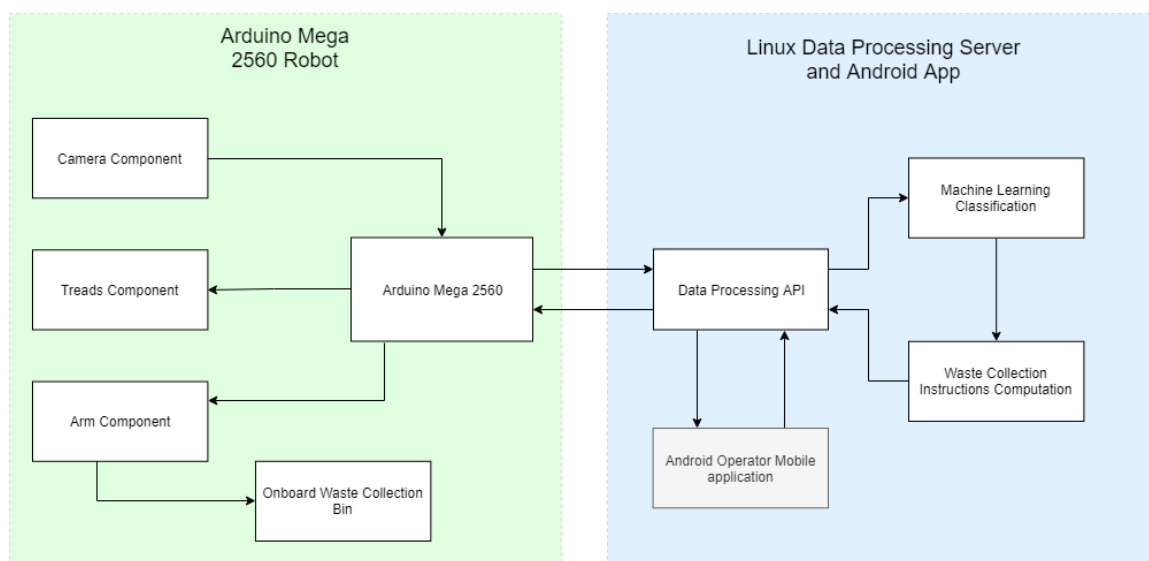 Arduino Mega
2560 Robot
Camera Component
Treads Component
Arduino Mega 2560
Arm Component
Onboard Waste Collection
Bin
Linux Data Processing Server
and Android App
Machine Learning
Classification
Data Processing API
Waste Collection
Instructions Computation
Android Operator Mobile
application